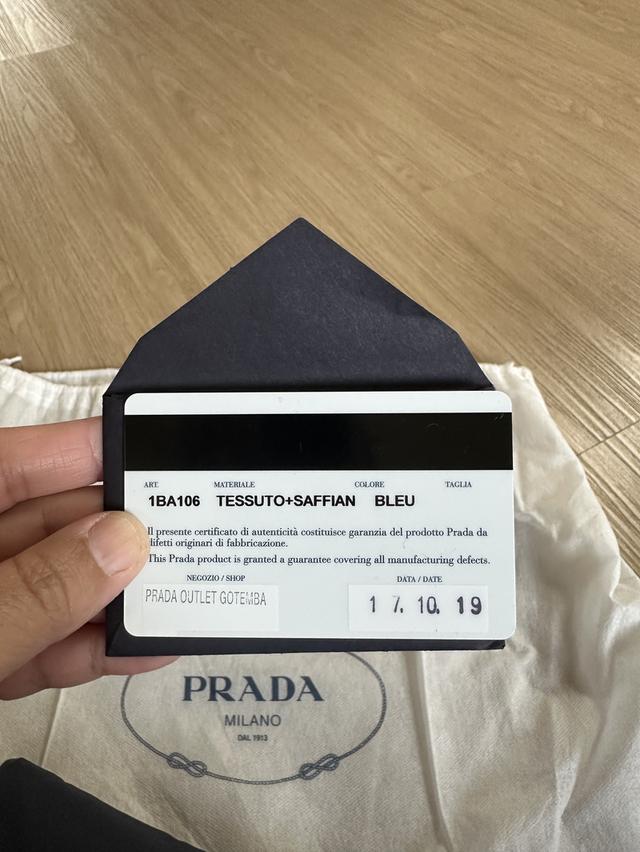 ART. MATERIALE COLORE TAGLIA
1BA106 TESSUTO+SAFFIAN BLEU
Il presente certificato di autenticità costituisce garanzia del prodotto Prada da
difetti originari di fabbricazione.
This Prada product is granted a guarantee covering all manufacturing defects.
NEGOZIO / SHOP DATA / DATE
PRADA OUTLET GOTEMBA 1 7. 10. 19
PRADA
MILANO
DAL 1913